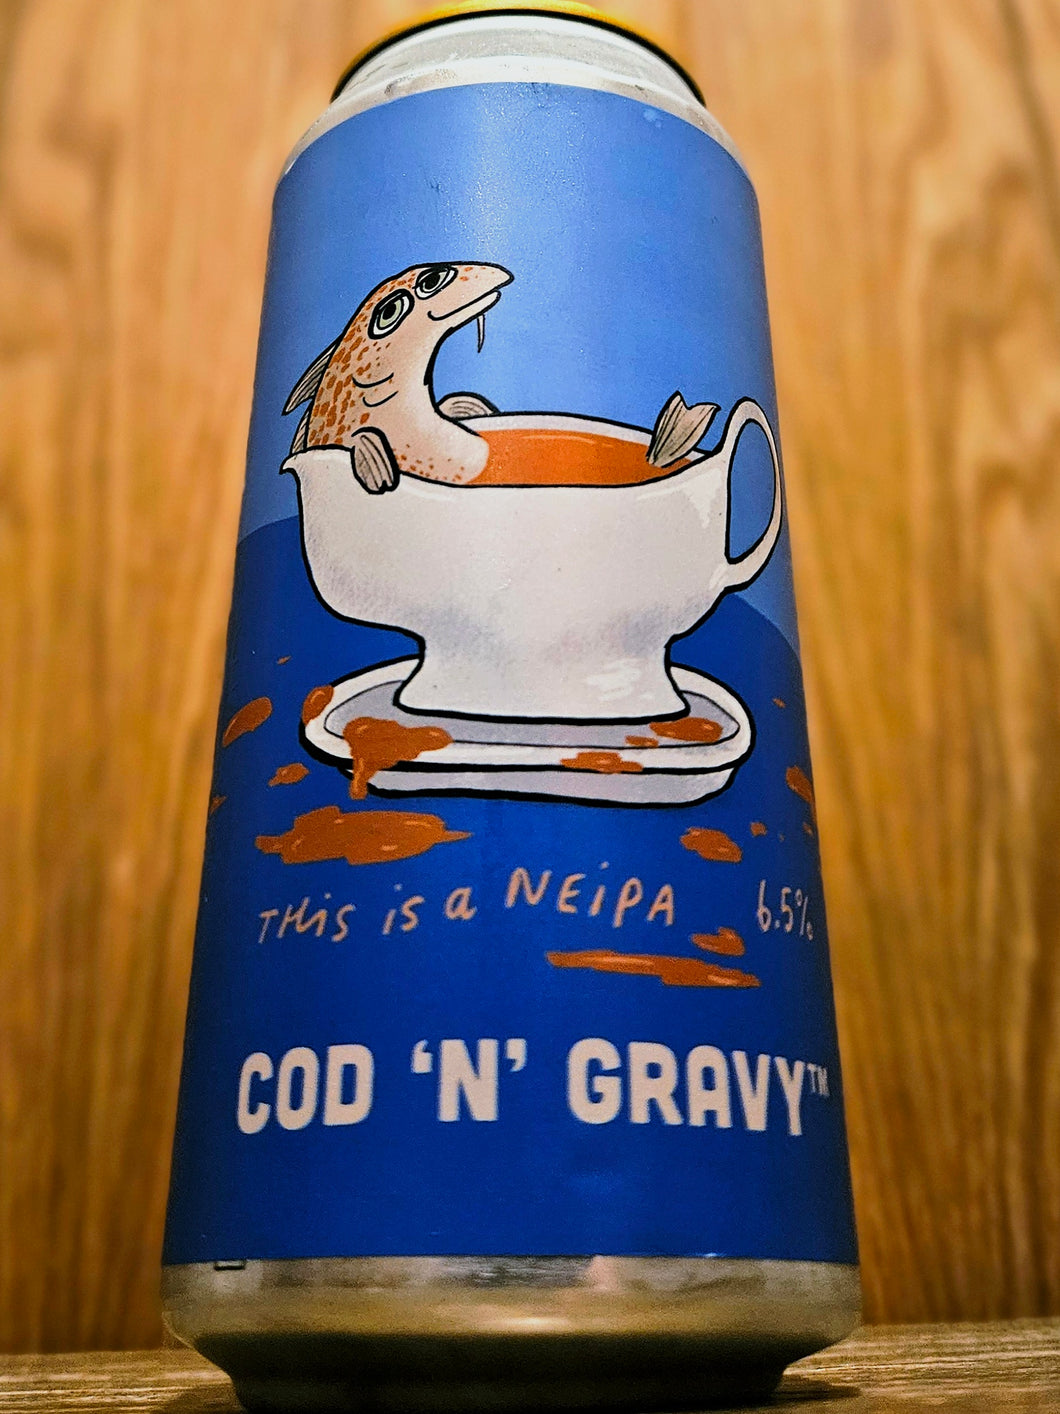 THis is a NEiPA 6.5%
COD 'N' GRAVY™